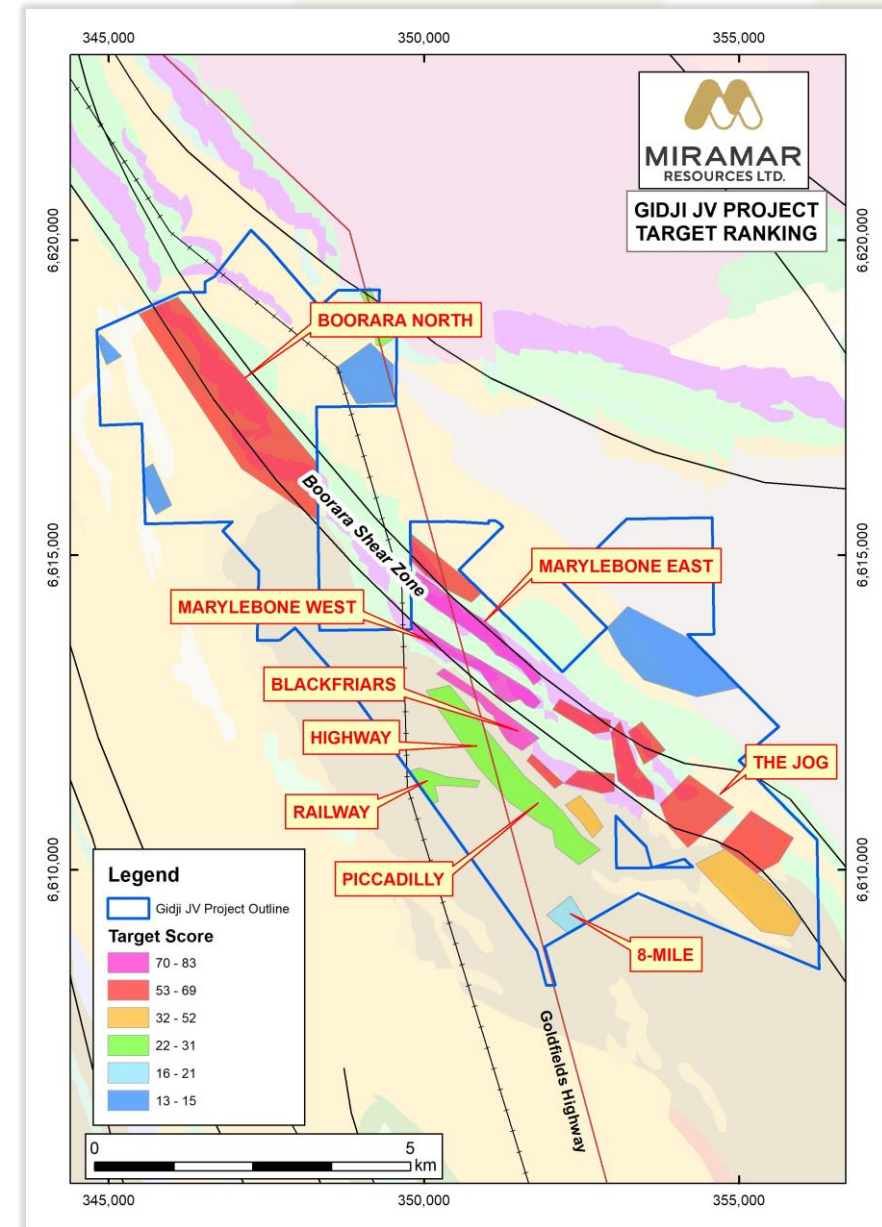 345,000
350,000
355,000
MIRAMAR
RESOURCES LTD.
GIDJI JV PROJECT
TARGET RANKING
6,620,000
6,620,000
BOORARA NORTH
Boorara Shear Zone
6,615,000
6,615,000
MARYLEBONE EAST
MARYLEBONE WEST
BLACKFRIARS
HIGHWAY
THE JOG
RAILWAY
PICCADILLY
6,610,000
6,610,000
8-MILE
Goldfields Highway
Legend
Gidji JV Project Outline
Target Score
70 - 83
53 - 69
32 - 52
22 - 31
16 - 21
13 - 15
0
5
km
345,000
350,000
355,000